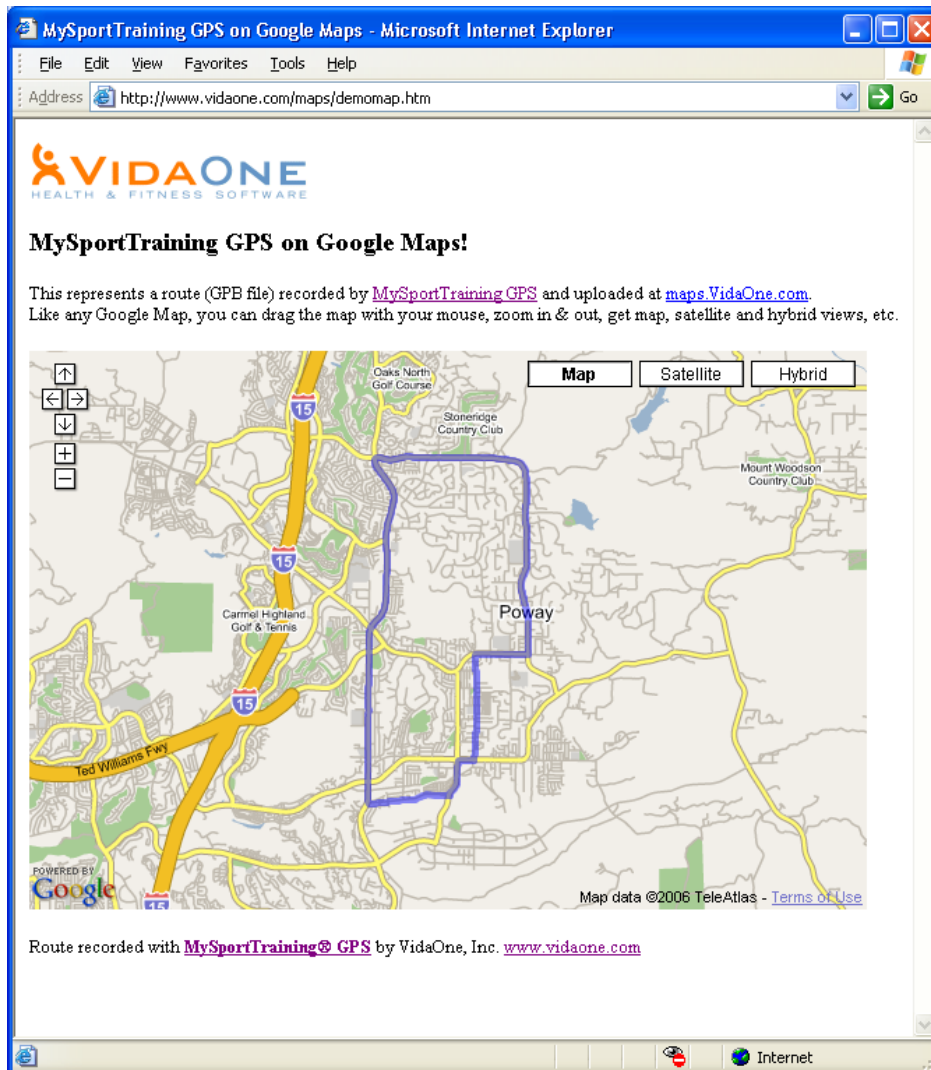 MySportTraining GPS on Google Maps - Microsoft Internet Explorer
File Edit View Favorites Tools Help
Address http://www.vidaone.com/maps/demomap.htm Go
VIDAONE
HEALTH & FITNESS SOFTWARE
MySportTraining GPS on Google Maps!
This represents a route (GPB file) recorded by MySportTraining GPS and uploaded at maps.VidaOne.com.
Like any Google Map, you can drag the map with your mouse, zoom in & out, get map, satellite and hybrid views, etc.
Map Satellite Hybrid
Oaks North
Golf Course
15
Stoneridge
Country Club
Mount Woodson
Country Club
15
Carmel Highland
Golf & Tennis
Poway
15
Ted Williams Fwy
POWERED BY
Google
15
Map data ©2006 TeleAtlas - Terms of Use
Route recorded with MySportTraining® GPS by VidaOne, Inc. www.vidaone.com
Internet